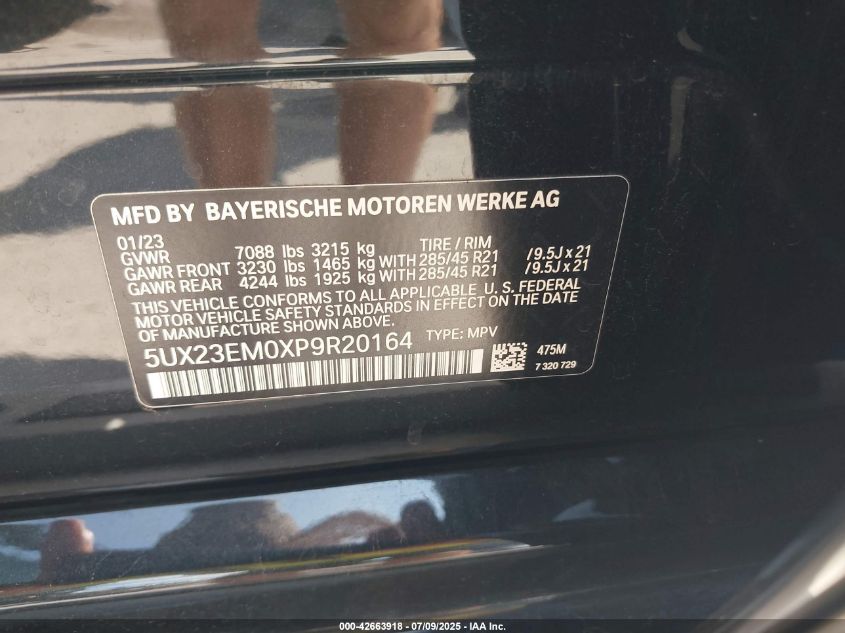 MFD BY BAYERISCHE MOTOREN WERKE AG
01/23
GVWR 7088 lbs 3215 kg TIRE / RIM
GAWR FRONT 3230 lbs 1465 kg WITH 285/45 R21 /9.5J x 21
GAWR REAR 4244 lbs 1925 kg WITH 285/45 R21 /9.5J x 21
THIS VEHICLE CONFORMS TO ALL APPLICABLE U. S. FEDERAL
MOTOR VEHICLE SAFETY STANDARDS IN EFFECT ON THE DATE
OF MANUFACTURE.
5UX23EM0XP9R20164 TYPE: MPV
475M
7 320 729
000-42663918 / 07/09/2025 - IAA Inc.